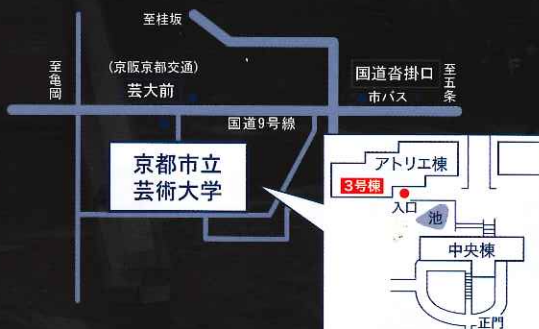 至桂坂
至亀岡
(京阪京都交通)
芸大前
国道沓掛口
市バス
至五条
国道9号線
京都市立
芸術大学
アトリエ棟
3号棟
入口
池
中央棟
正門